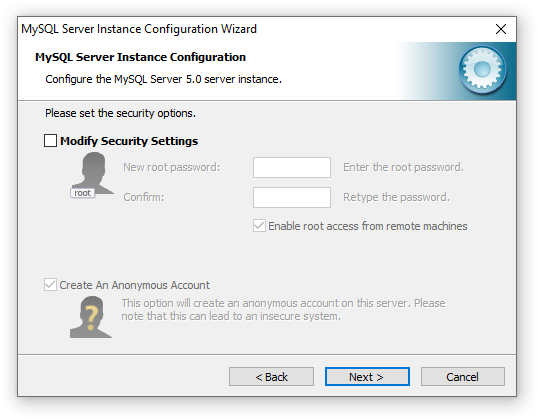 MySQL Server Instance Configuration Wizard
MySQL Server Instance Configuration
Configure the MySQL Server 5.0 server instance.
Please set the security options.
Modify Security Settings
root
New root password:
Enter the root password.
Confirm:
Retype the password.
Enable root access from remote machines
Create An Anonymous Account
This option will create an anonymous account on this server. Please
note that this can lead to an insecure system.
< Back
Next >
Cancel